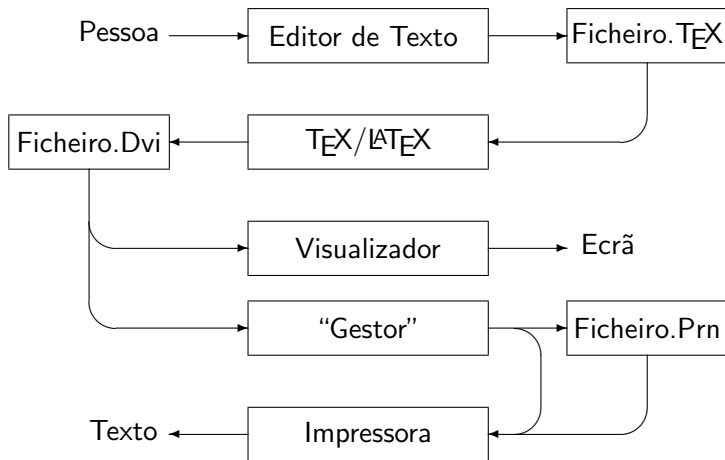 Pessoa Editor de Texto Ficheiro.TEX
Ficheiro.Dvi TEX/LATEX
Visualizador Ecrã
“Gestor” Ficheiro.Prn
Texto Impressora